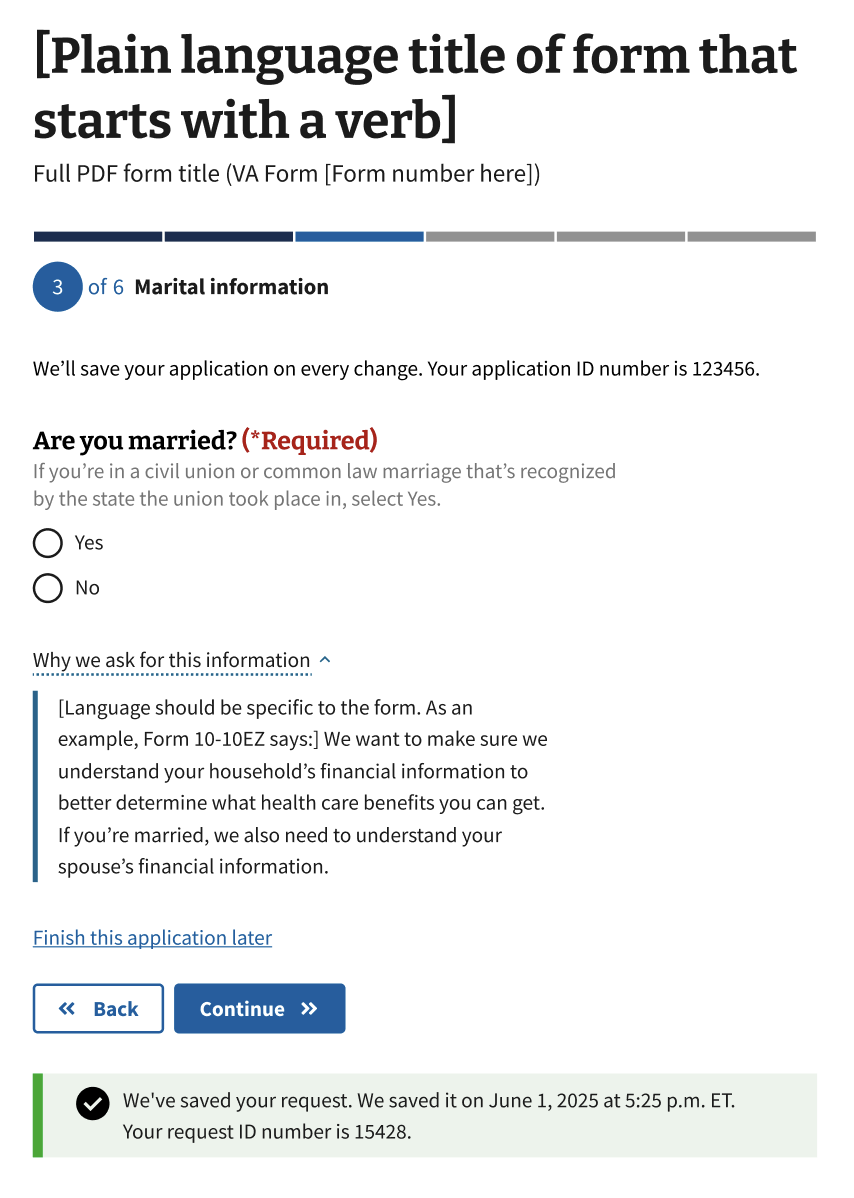 [Plain language title of form that
starts with a verb]
Full PDF form title (VA Form [Form number here])
3 of 6 Marital information
We’ll save your application on every change. Your application ID number is 123456.
Are you married? (*Required)
If you’re in a civil union or common law marriage that’s recognized
by the state the union took place in, select Yes.
Yes
No
Why we ask for this information
[Language should be specific to the form. As an
example, Form 10-10EZ says:] We want to make sure we
understand your household’s financial information to
better determine what health care benefits you can get.
If you’re married, we also need to understand your
spouse’s financial information.
Finish this application later
Back
Continue
We've saved your request. We saved it on June 1, 2025 at 5:25 p.m. ET.
Your request ID number is 15428.